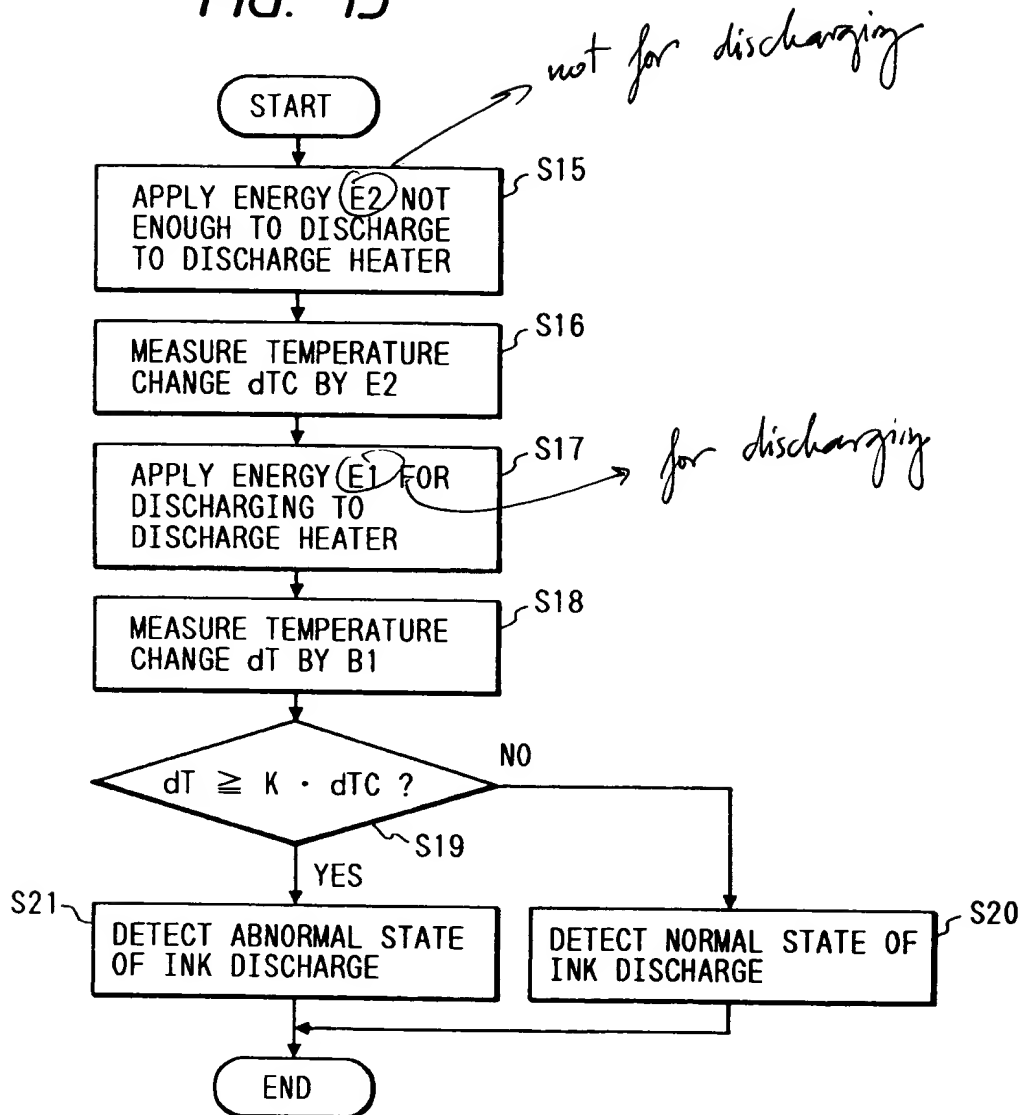 FIG. 15
not for discharging
START
S15
APPLY ENERGY E2 NOT
ENOUGH TO DISCHARGE
TO DISCHARGE HEATER
S16
MEASURE TEMPERATURE
CHANGE dTC BY E2
S17
APPLY ENERGY E1 FOR
DISCHARGING TO
DISCHARGE HEATER
for discharging
S18
MEASURE TEMPERATURE
CHANGE dT BY B1
dT ≧ K · dTC ?
NO
S19
YES
S21
DETECT ABNORMAL STATE
OF INK DISCHARGE
S20
DETECT NORMAL STATE OF
INK DISCHARGE
END